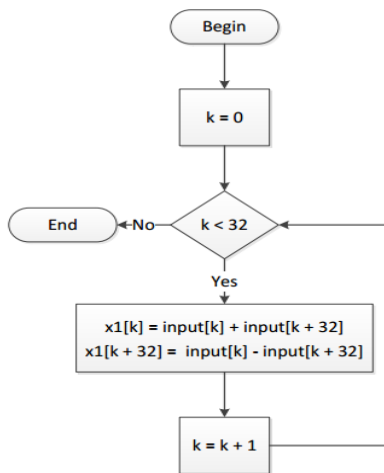 Begin
k = 0
k < 32
No
End
Yes
x1[k] = input[k] + input[k + 32]
x1[k + 32] = input[k] - input[k + 32]
k = k + 1